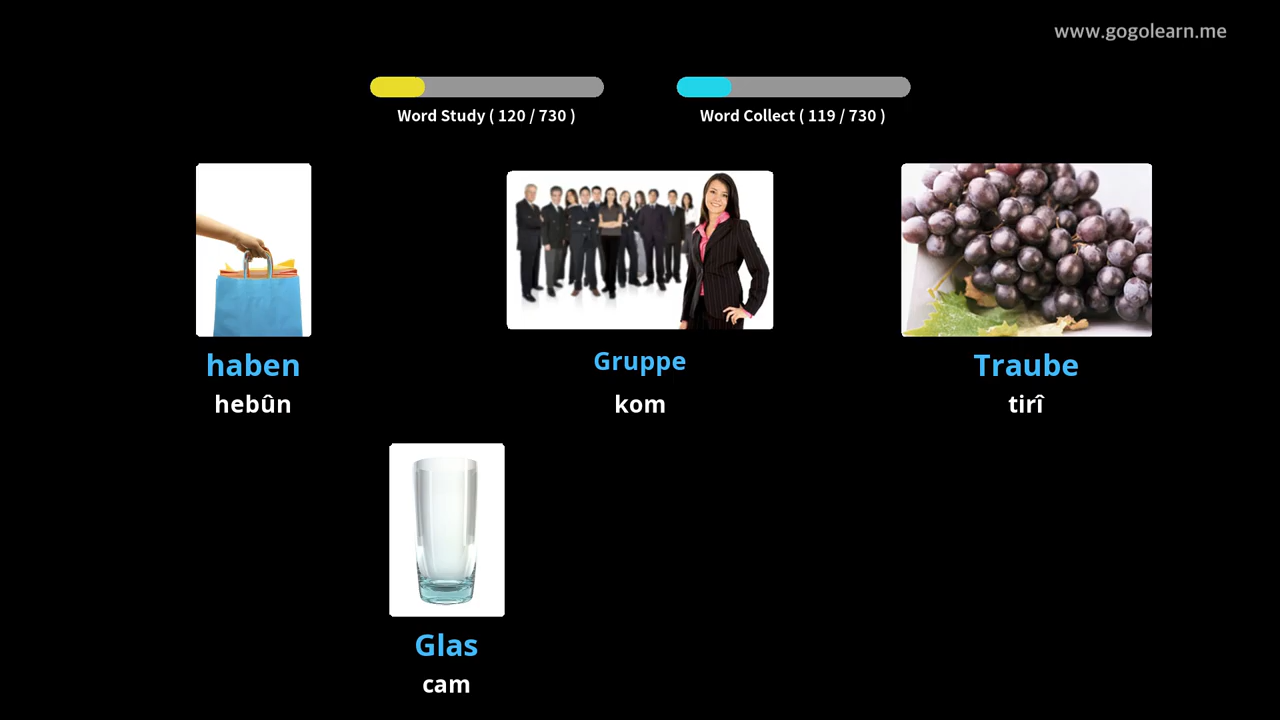 www.gogolearn.me
Word Study ( 120 / 730 )
Word Collect ( 119 / 730 )
haben
hebûn
Gruppe
kom
Traube
tirî
Glas
cam